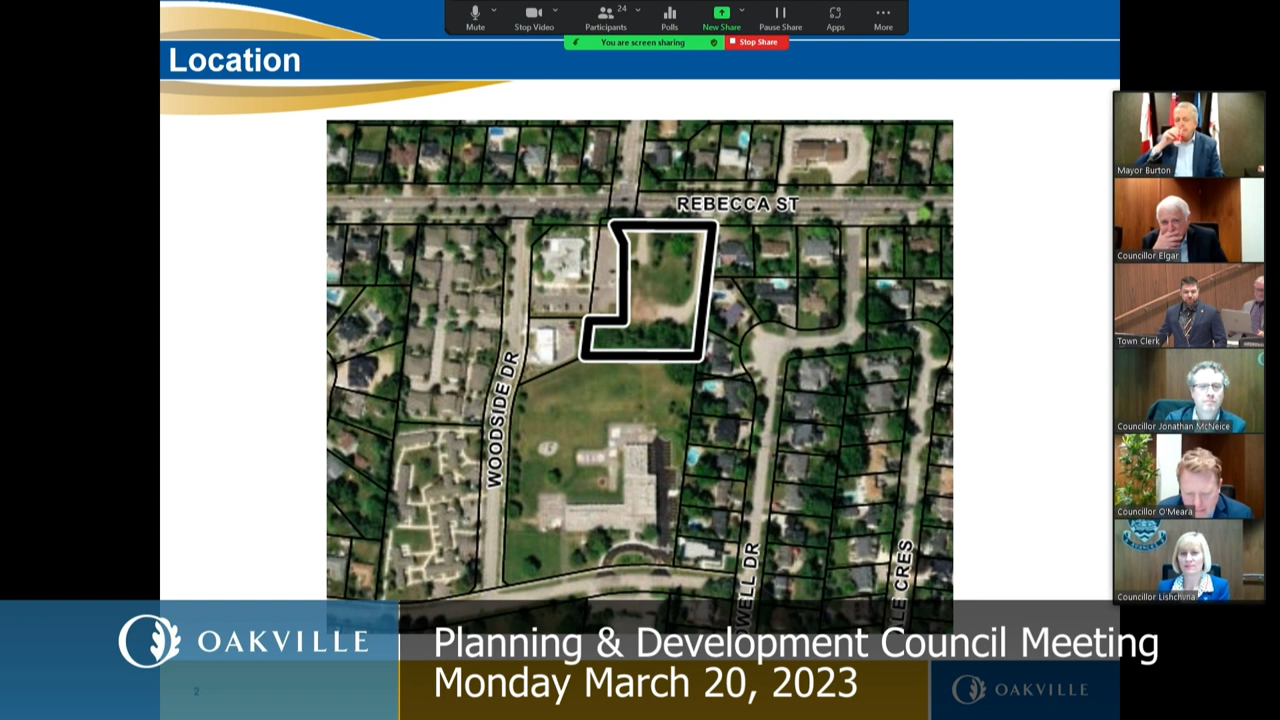 24
Mute
Stop Video
Participants
Polls
New Share
Pause Share
Apps
More
You are screen sharing
Stop Share
Location
REBECCA ST
WOODSIDE DR
WELL DR
LE CRES
Mayor Burton
Councillor Elgar
Town Clerk
Councillor Jonathan McNeice
Councillor O'Meara
Councillor Lishchyna
OAKVILLE
Planning & Development Council Meeting
Monday March 20, 2023
2
OAKVILLE